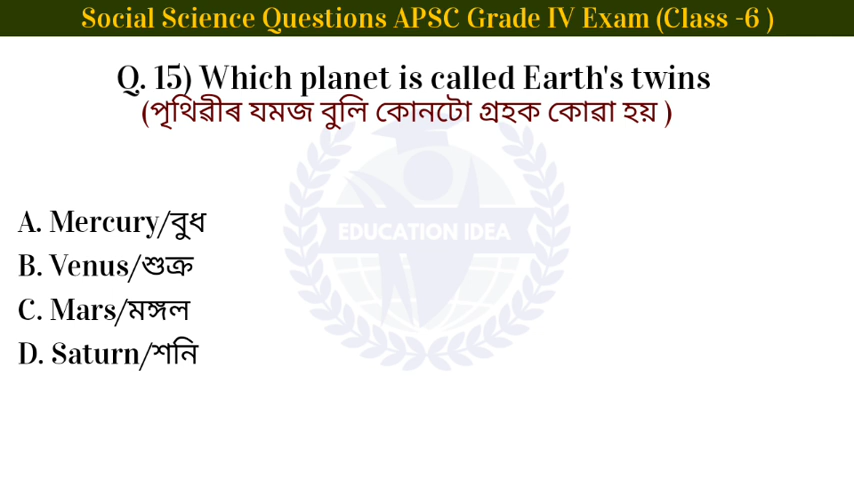 Social Science Questions APSC Grade IV Exam (Class -6 )
Q. 15) Which planet is called Earth's twins
(পৃথিৱীৰ যমজ বুলি কোনটো গ্ৰহক কোৱা হয় )
EDUCATION IDEA
A. Mercury/বুধ
B. Venus/শুক্ৰ
C. Mars/মঙ্গল
D. Saturn/শনি